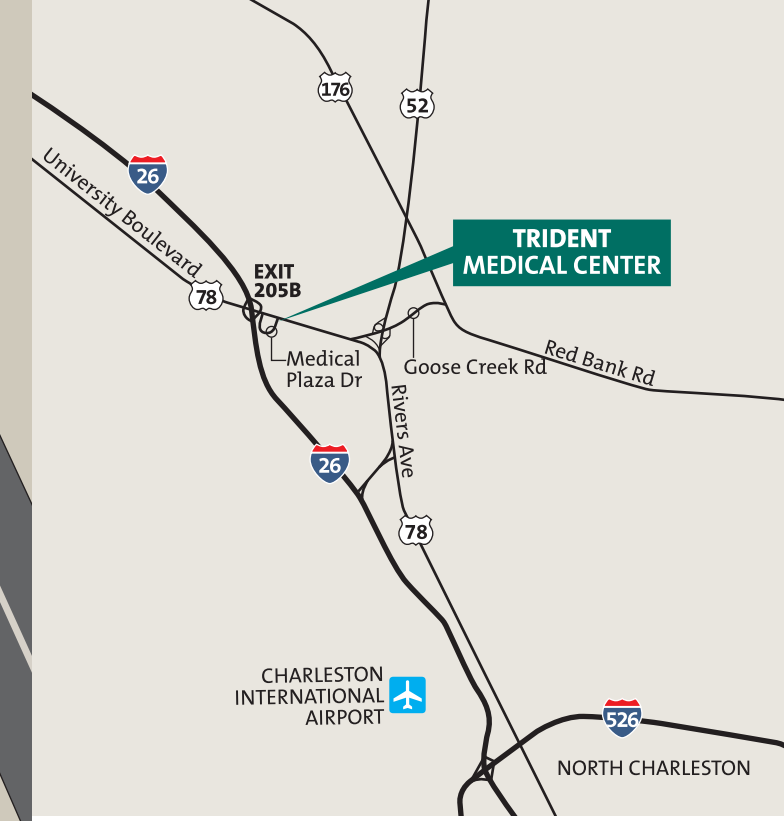 176
52
26
University Boulevard
TRIDENT
MEDICAL CENTER
EXIT
205B
78
Medical
Plaza Dr
Goose Creek Rd
Red Bank Rd
Rivers Ave
26
78
CHARLESTON
INTERNATIONAL
AIRPORT
526
NORTH CHARLESTON